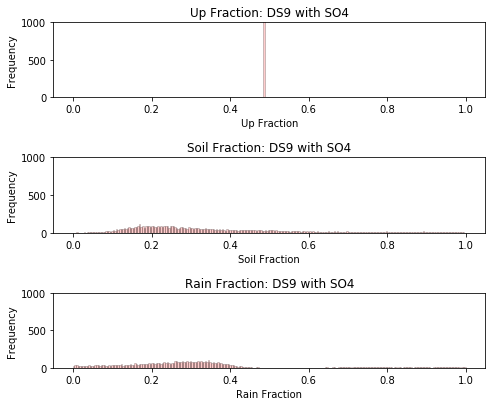 Up Fraction: DS9 with SO4
1000
500
0
Frequency
0.0 0.2 0.4 0.6 0.8 1.0
Up Fraction
Soil Fraction: DS9 with SO4
1000
500
0
Frequency
0.0 0.2 0.4 0.6 0.8 1.0
Soil Fraction
Rain Fraction: DS9 with SO4
1000
500
0
Frequency
0.0 0.2 0.4 0.6 0.8 1.0
Rain Fraction